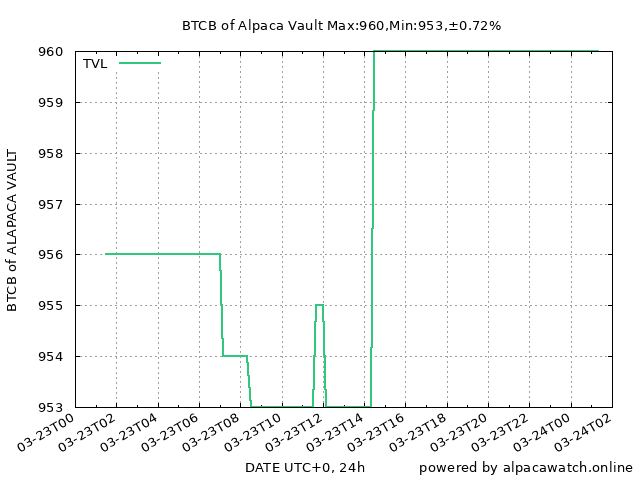 BTCB of Alpaca Vault Max:960,Min:953,±0.72%
TVL
960
959
958
957
956
955
954
953
BTCB of ALAPACA VAULT
03-23T00
03-23T02
03-23T04
03-23T06
03-23T08
03-23T10
03-23T12
03-23T14
03-23T16
03-23T18
03-23T20
03-23T22
03-24T00
03-24T02
DATE UTC+0, 24h
powered by alpacawatch.online